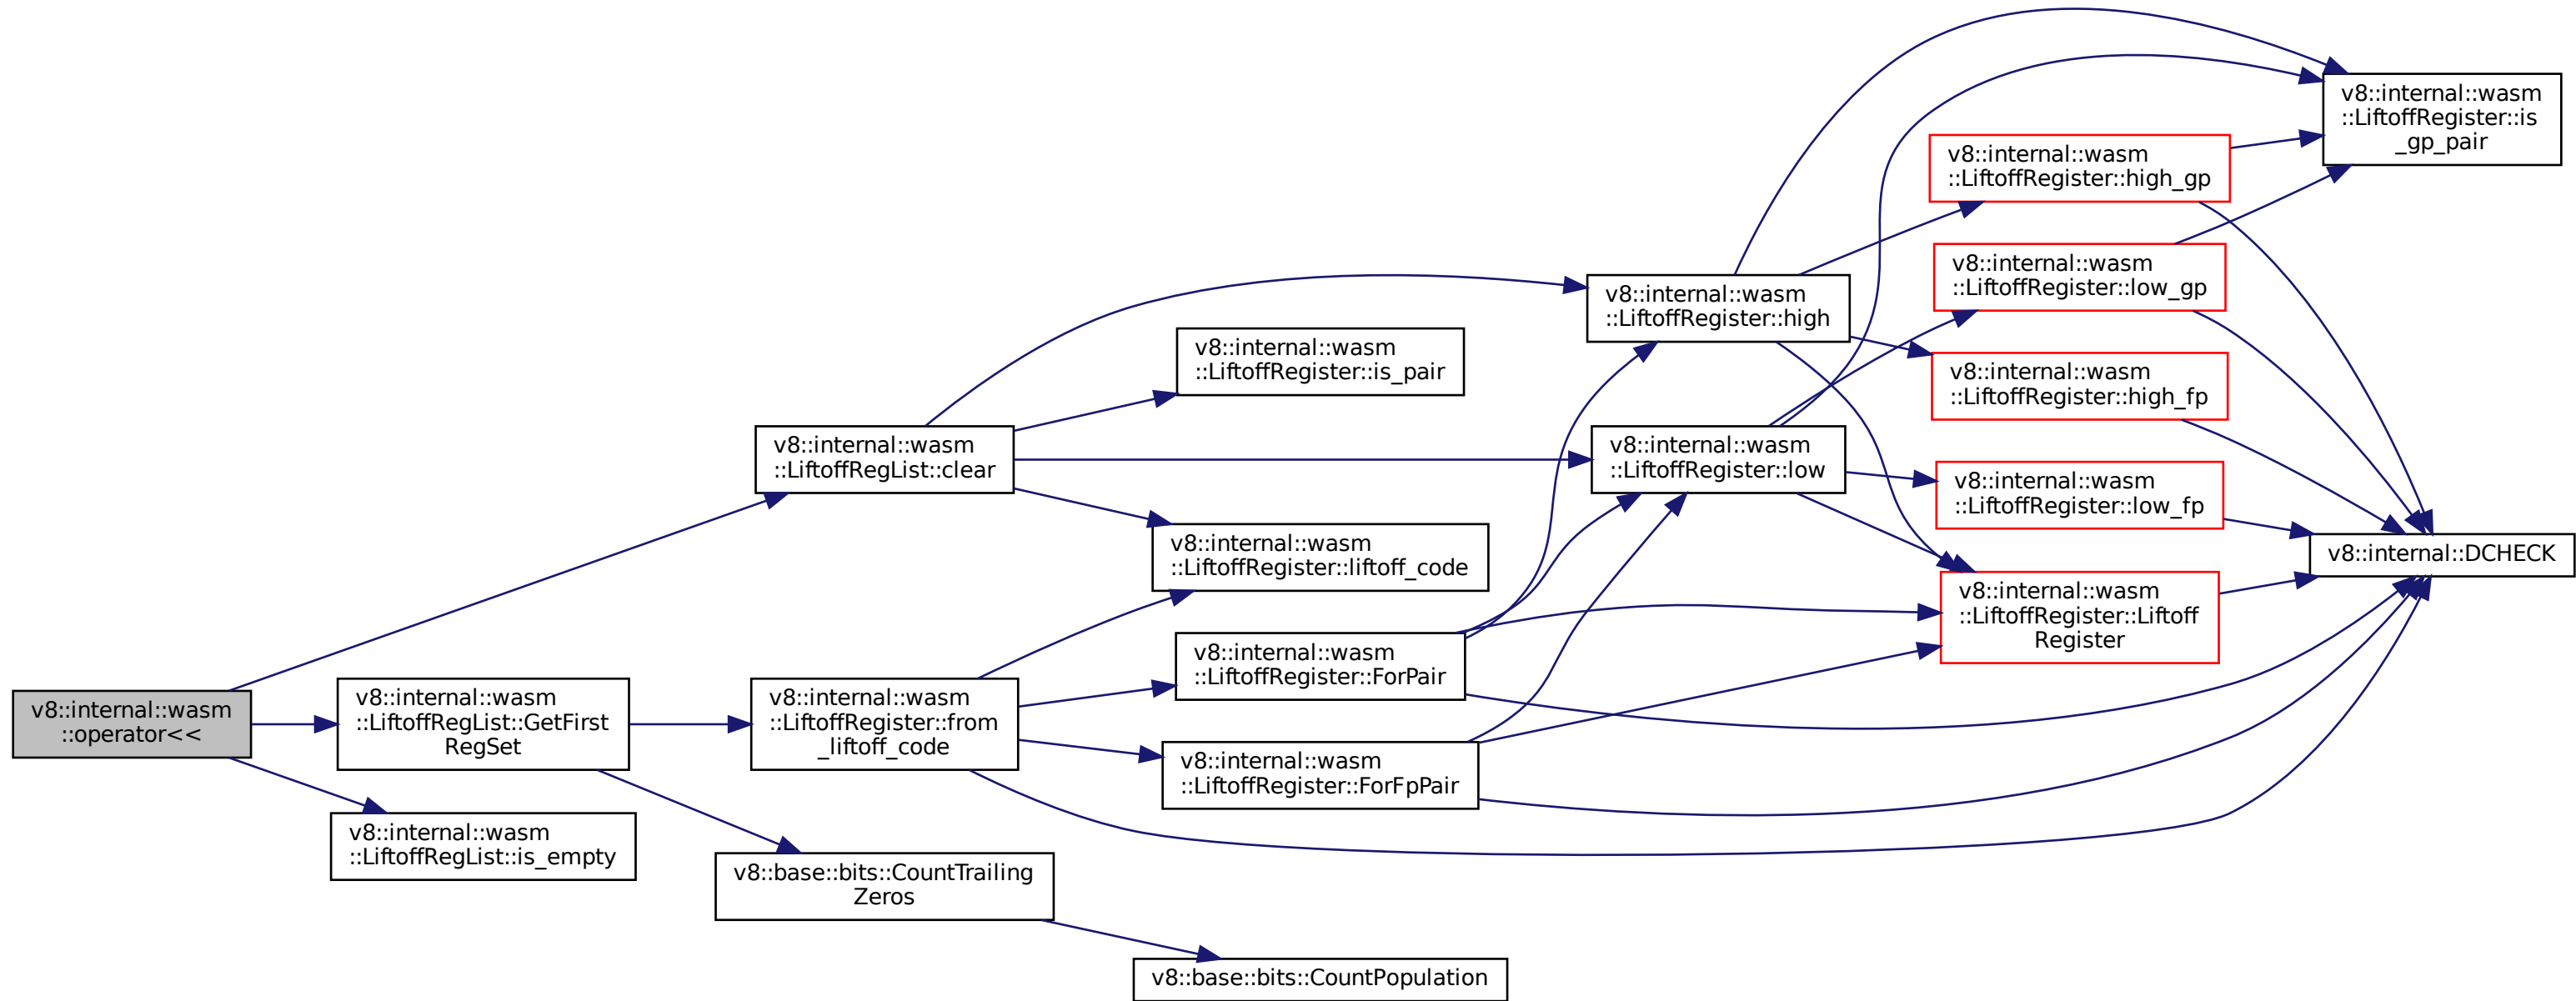 v8::internal::wasm
::operator<<
v8::internal::wasm
::LiftoffRegList::clear
v8::internal::wasm
::LiftoffRegList::GetFirst
RegSet
v8::internal::wasm
::LiftoffRegList::is_empty
v8::internal::wasm
::LiftoffRegister::high
v8::internal::wasm
::LiftoffRegister::is_pair
v8::internal::wasm
::LiftoffRegister::low
v8::internal::wasm
::LiftoffRegister::liftoff_code
v8::internal::wasm
::LiftoffRegister::from
_liftoff_code
v8::base::bits::CountTrailing
Zeros
v8::internal::wasm
::LiftoffRegister::ForPair
v8::internal::wasm
::LiftoffRegister::ForFpPair
v8::base::bits::CountPopulation
v8::internal::wasm
::LiftoffRegister::high_gp
v8::internal::wasm
::LiftoffRegister::low_gp
v8::internal::wasm
::LiftoffRegister::high_fp
v8::internal::wasm
::LiftoffRegister::low_fp
v8::internal::wasm
::LiftoffRegister::Liftoff
Register
v8::internal::wasm
::LiftoffRegister::is
_gp_pair
v8::internal::DCHECK